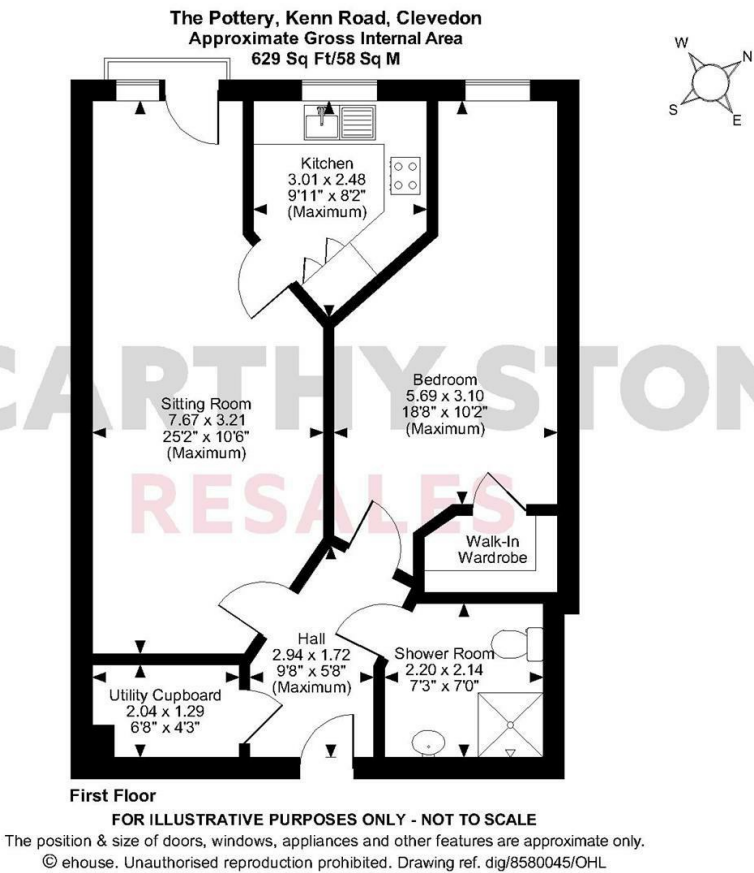 The Pottery, Kenn Road, Clevedon
Approximate Gross Internal Area
629 Sq Ft/58 Sq M
W
N
S
E
Kitchen
3.01 x 2.48
9'11" x 8'2"
(Maximum)
CARTHY STON
Bedroom
5.69 x 3.10
18'8" x 10'2"
(Maximum)
Sitting Room
7.67 x 3.21
25'2" x 10'6"
(Maximum)
RESALES
Walk-In
Wardrobe
Hall
2.94 x 1.72
9'8" x 5'8"
(Maximum)
Shower Room
2.20 x 2.14
7'3" x 7'0"
Utility Cupboard
2.04 x 1.29
6'8" x 4'3"
First Floor
FOR ILLUSTRATIVE PURPOSES ONLY - NOT TO SCALE
The position & size of doors, windows, appliances and other features are approximate only.
© ehouse. Unauthorised reproduction prohibited. Drawing ref. dig/8580045/OHL